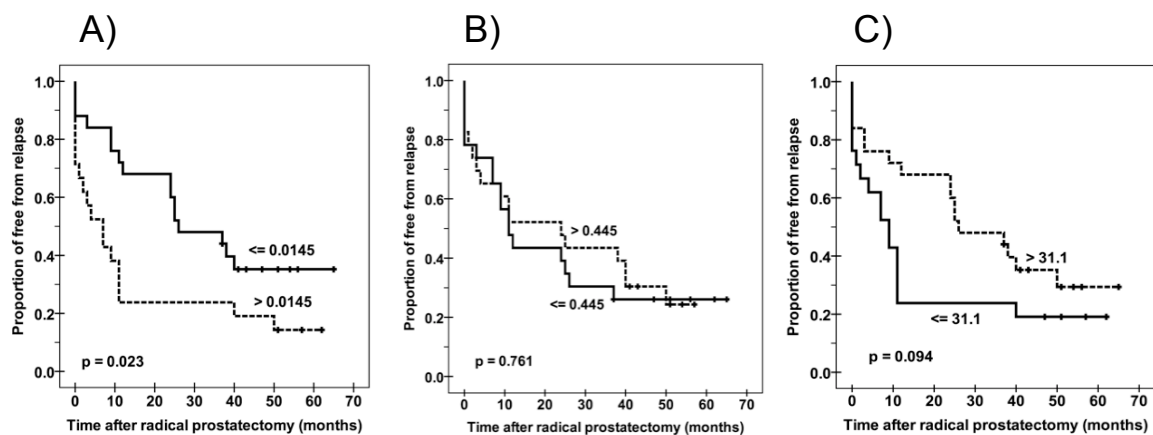 A)
B)
C)
Proportion of free from relapse
1.0
0.8
0.6
0.4
0.2
0.0
<= 0.0145
> 0.0145
p = 0.023
0 10 20 30 40 50 60 70
Time after radical prostatectomy (months)
Proportion of free from relapse
1.0
0.8
0.6
0.4
0.2
0.0
> 0.445
<= 0.445
p = 0.761
0 10 20 30 40 50 60 70
Time after radical prostatectomy (months)
Proportion of free from relapse
1.0
0.8
0.6
0.4
0.2
0.0
> 31.1
<= 31.1
p = 0.094
0 10 20 30 40 50 60 70
Time after radical prostatectomy (months)